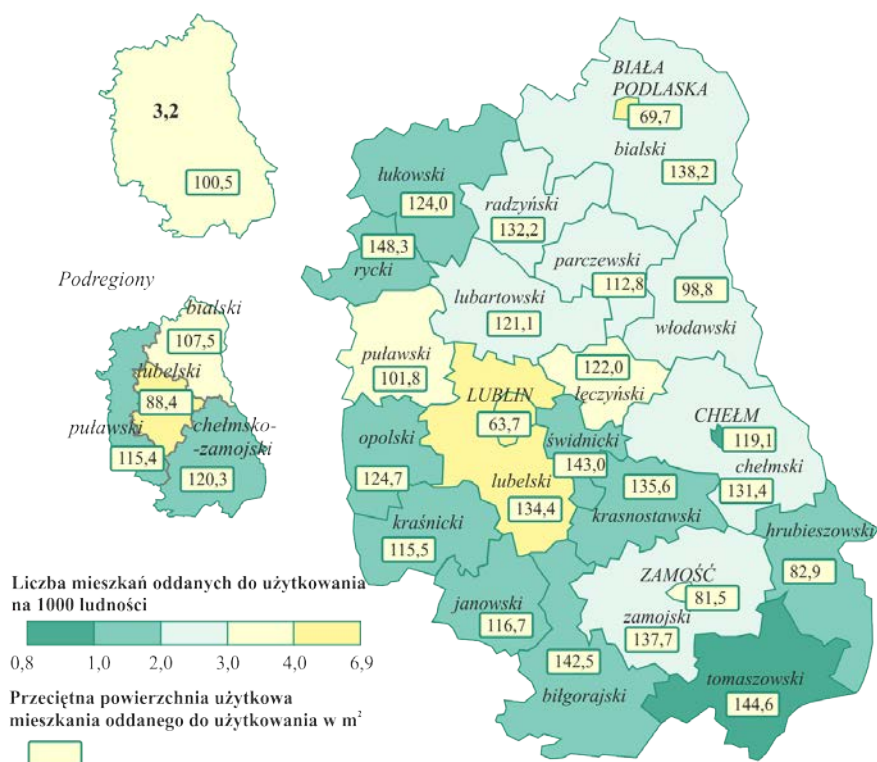 3,2
100,5
Podregiony
bialski
107,5
lubelski
88,4
puławski
chełmsko-
-zamojski
115,4
120,3
BIAŁA
PODLASKA
69,7
bialski
138,2
łukowski
124,0
radzyński
132,2
148,3
rycki
parczewski
112,8
98,8
włodawski
lubartowski
121,1
puławski
101,8
122,0
łęczyński
LUBLIN
63,7
CHEŁM
119,1
chełmski
131,4
opolski
124,7
świdnicki
143,0
lubelski
134,4
135,6
krasnostawski
kraśnicki
115,5
hrubieszowski
82,9
ZAMOŚĆ
81,5
zamojski
137,7
janowski
116,7
142,5
biłgorajski
tomaszowski
144,6
Liczba mieszkań oddanych do użytkowania
na 1000 ludności
0,8 1,0 2,0 3,0 4,0 6,9
Przeciętna powierzchnia użytkowa
mieszkania oddanego do użytkowania w m²